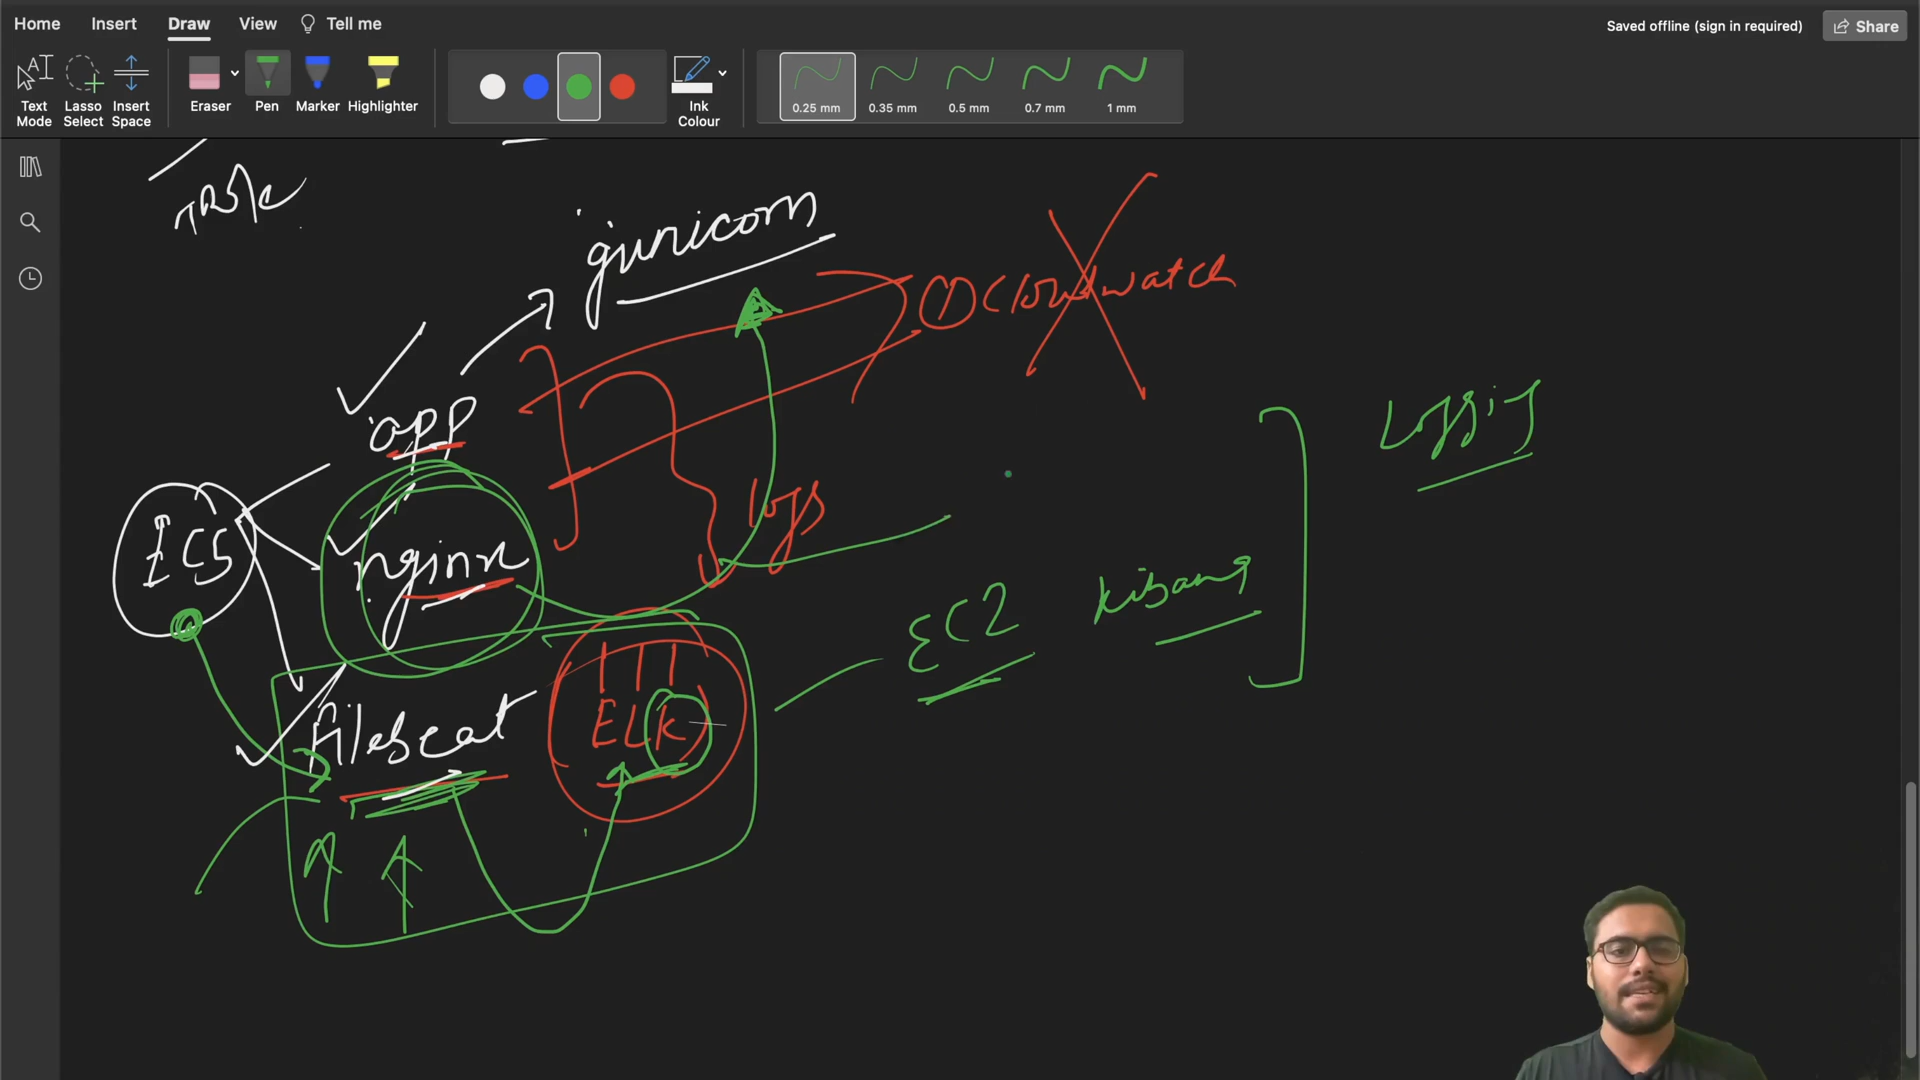 Home Insert Draw View Tell me
Saved offline (sign in required) Share
Text Mode
Lasso Select
Insert Space
Eraser
Pen
Marker
Highlighter
Ink Colour
0.25 mm
0.35 mm
0.5 mm
0.7 mm
1 mm
gunicorn
① Cloudwatch
app
Logging
ECS
nginx
logs
EC2 kibana
filebeat
ELK